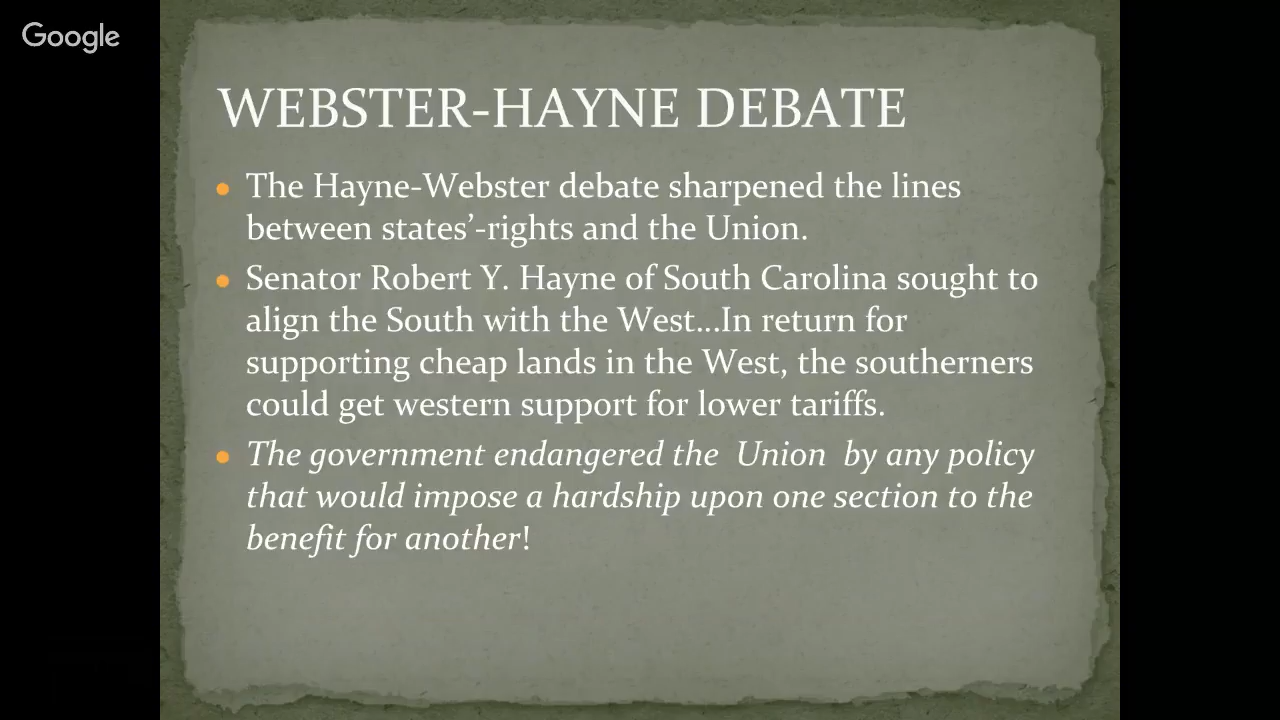 Google
WEBSTER-HAYNE DEBATE
• The Hayne-Webster debate sharpened the lines
between states’-rights and the Union.
• Senator Robert Y. Hayne of South Carolina sought to
align the South with the West…In return for
supporting cheap lands in the West, the southerners
could get western support for lower tariffs.
• The government endangered the  Union  by any policy
that would impose a hardship upon one section to the
benefit for another!